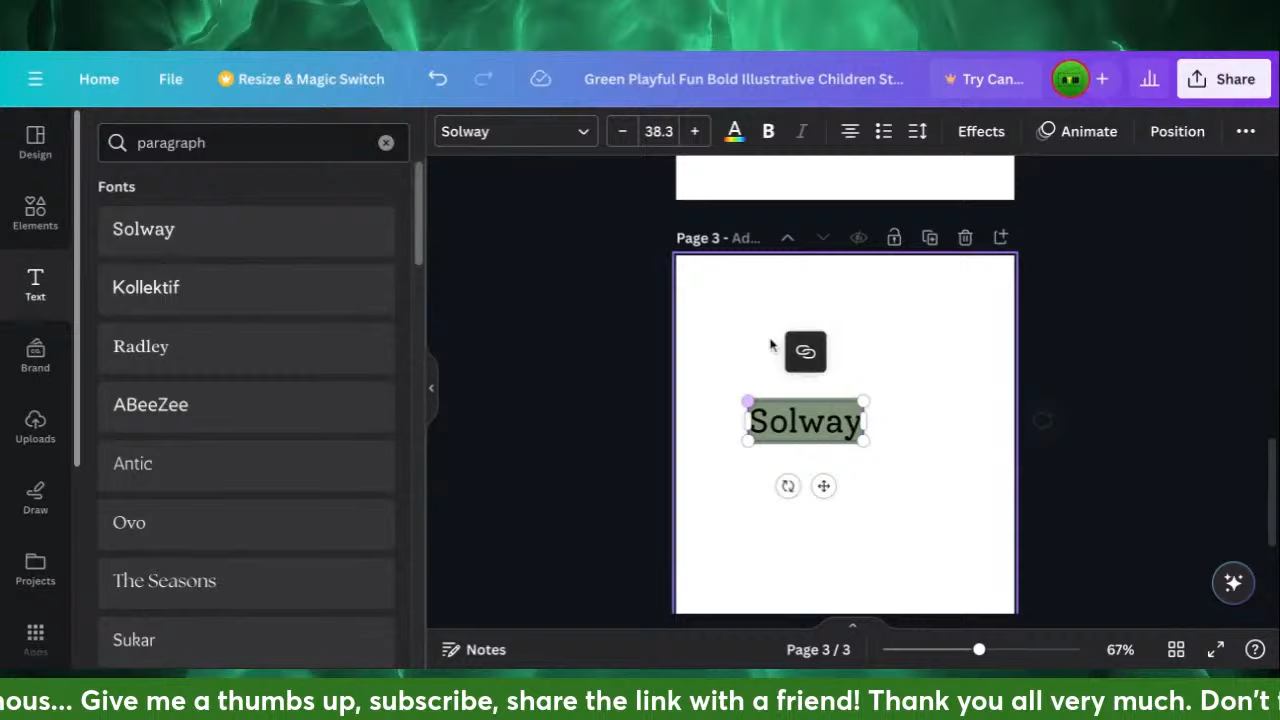 Home File Resize & Magic Switch Green Playful Fun Bold Illustrative Children St... Try Can... + Share
Design
Elements
Text
Brand
Uploads
Draw
Projects
Apps
paragraph
Fonts
Solway
Kollektif
Radley
ABeeZee
Antic
Ovo
The Seasons
Sukar
Solway − 38.3 + A B I Effects Animate Position ...
Page 3 - Ad...
Solway
Notes Page 3 / 3 67%
nous... Give me a thumbs up, subscribe, share the link with a friend! Thank you all very much. Don't